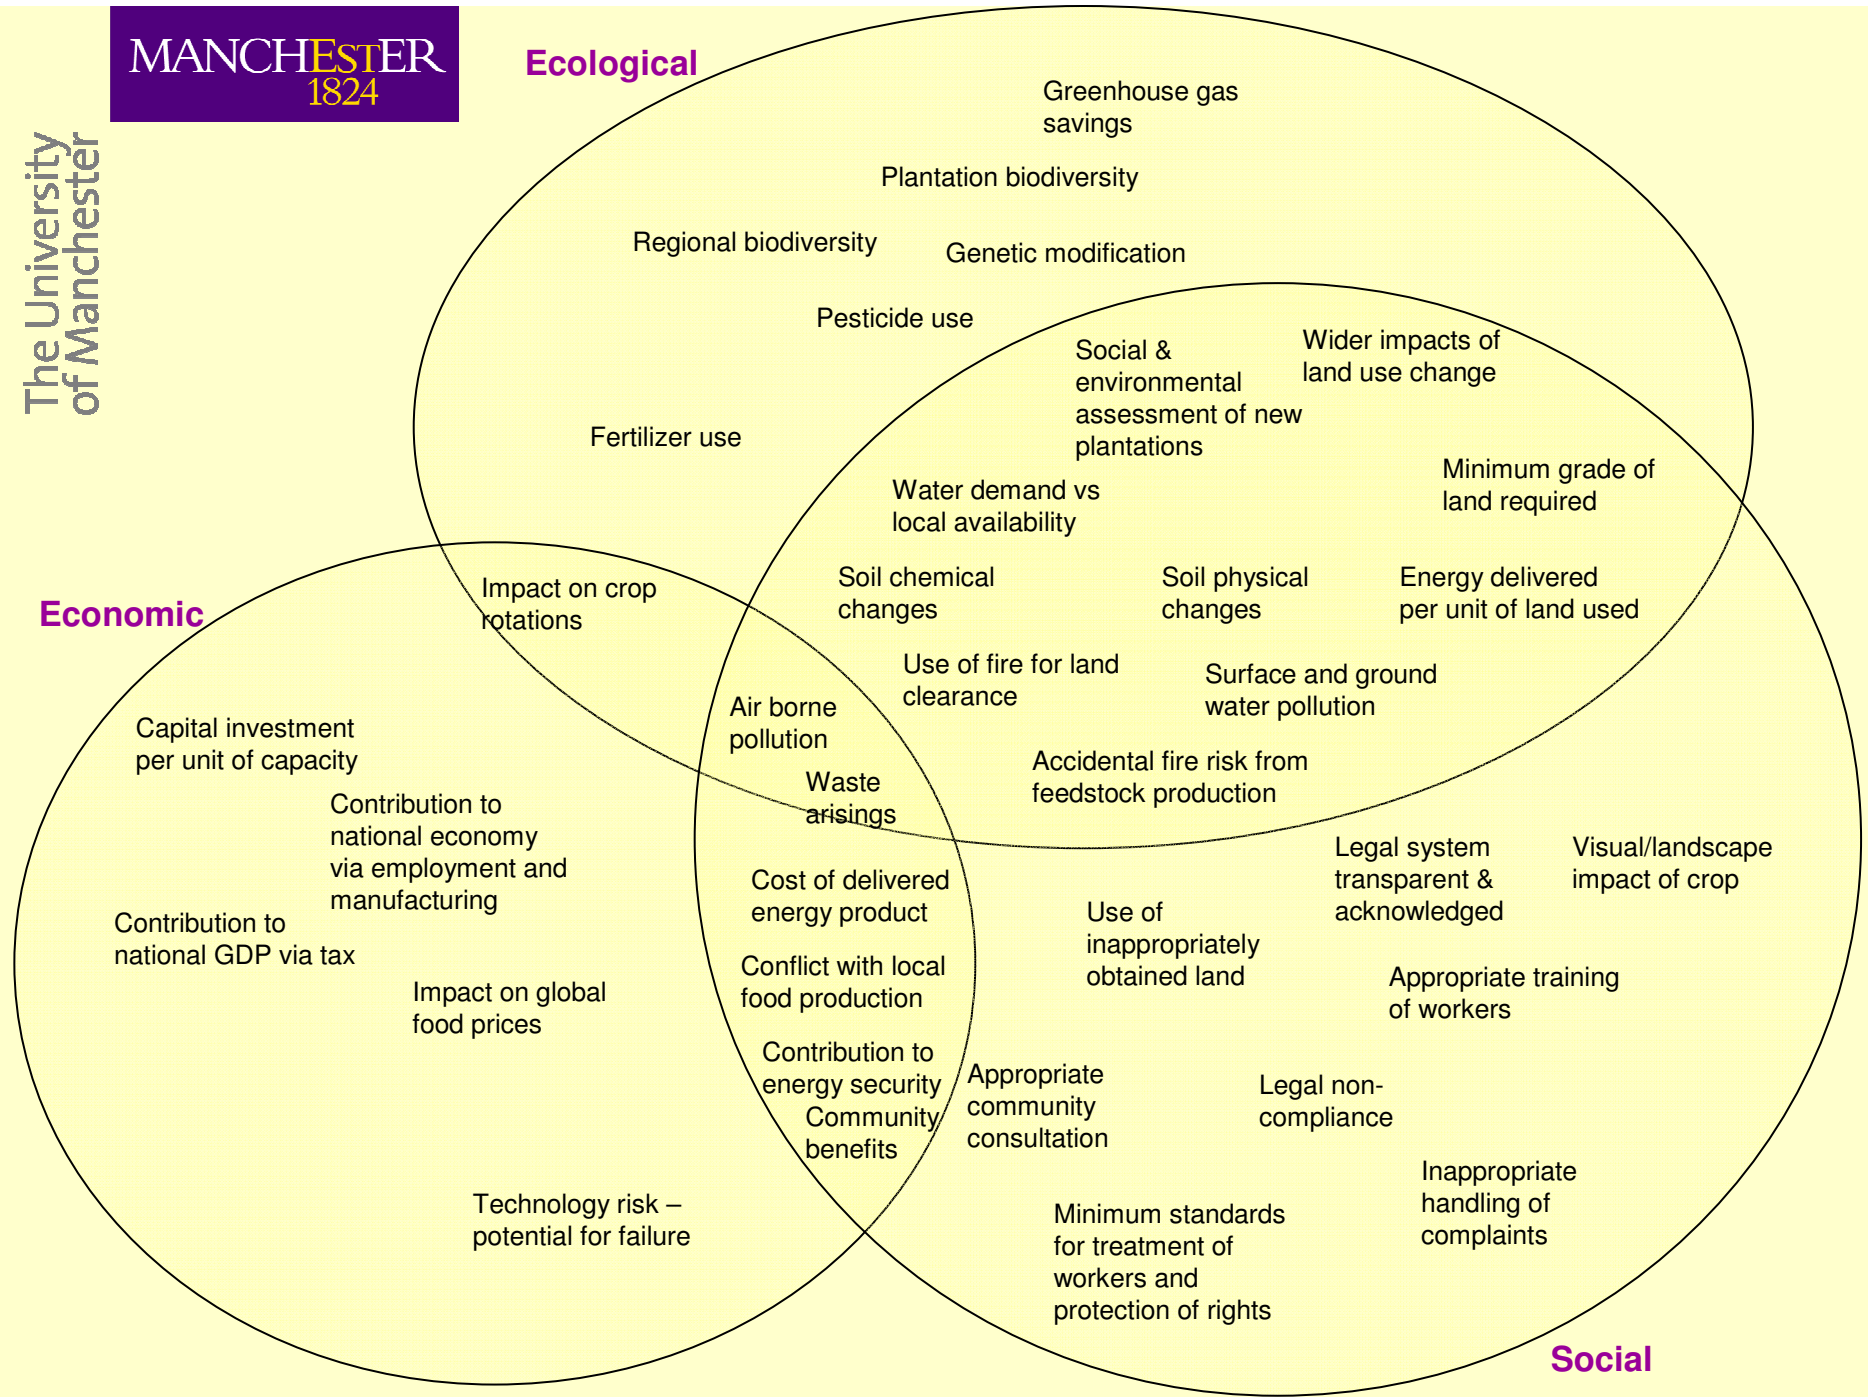 MANCHESTER
1824
The University
of Manchester
Ecological
Greenhouse gas
savings
Plantation biodiversity
Regional biodiversity
Genetic modification
Pesticide use
Social &
environmental
assessment of new
plantations
Wider impacts of
land use change
Fertilizer use
Water demand vs
local availability
Minimum grade of
land required
Economic
Impact on crop
rotations
Soil chemical
changes
Soil physical
changes
Energy delivered
per unit of land used
Use of fire for land
clearance
Surface and ground
water pollution
Air borne
pollution
Capital investment
per unit of capacity
Waste
arisings
Accidental fire risk from
feedstock production
Contribution to
national economy
via employment and
manufacturing
Contribution to
national GDP via tax
Impact on global
food prices
Cost of delivered
energy product
Conflict with local
food production
Contribution to
energy security
Community
benefits
Legal system
transparent &
acknowledged
Visual/landscape
impact of crop
Use of
inappropriately
obtained land
Appropriate training
of workers
Appropriate
community
consultation
Legal non-
compliance
Inappropriate
handling of
complaints
Technology risk –
potential for failure
Minimum standards
for treatment of
workers and
protection of rights
Social